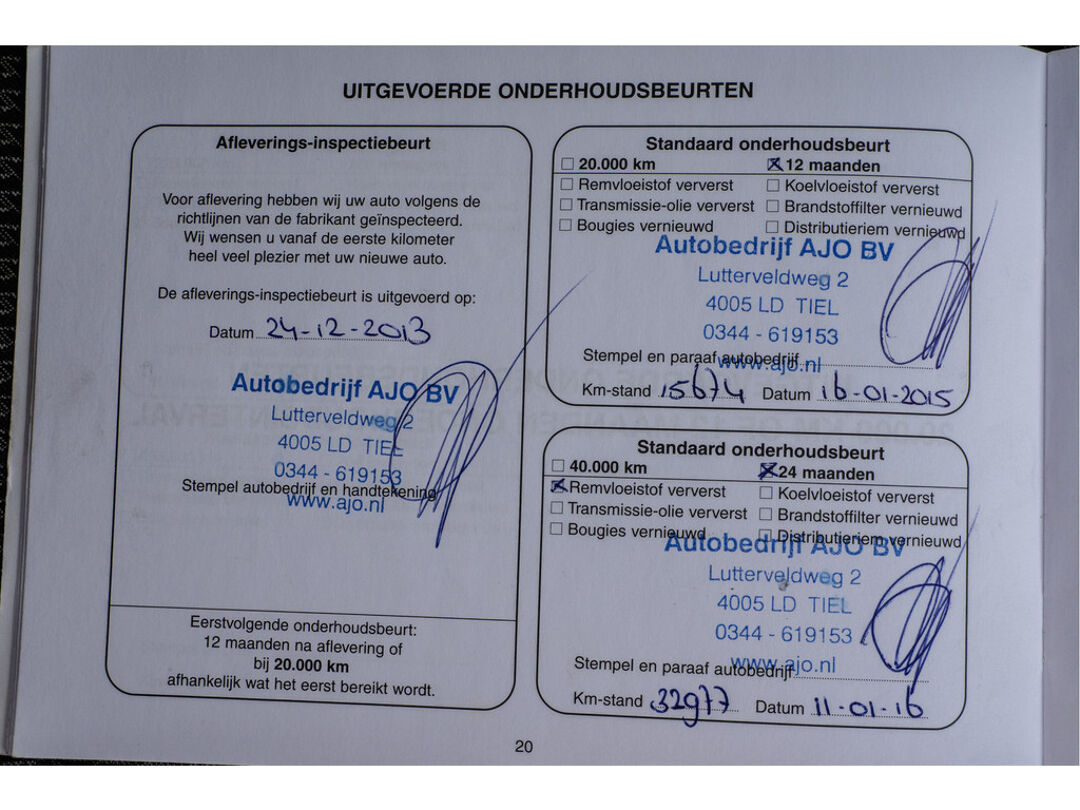 UITGEVOERDE ONDERHOUDSBEURTEN
Afleverings-inspectiebeurt
Voor aflevering hebben wij uw auto volgens de
richtlijnen van de fabrikant geïnspecteerd.
Wij wensen u vanaf de eerste kilometer
heel veel plezier met uw nieuwe auto.
De afleverings-inspectiebeurt is uitgevoerd op:
Datum 24-12-2013
Autobedrijf AJO BV
Lutterveldweg 2
4005 LD TIEL
0344 - 619153
Stempel autobedrijf en handtekening
www.ajo.nl
Eerstvolgende onderhoudsbeurt:
12 maanden na aflevering of
bij 20.000 km
afhankelijk wat het eerst bereikt wordt.
Standaard onderhoudsbeurt
20.000 km 12 maanden
Remvloeistof ververst Koelvloeistof ververst
Transmissie-olie ververst Brandstoffilter vernieuwd
Bougies vernieuwd Distributieriem vernieuwd
Autobedrijf AJO BV
Lutterveldweg 2
4005 LD TIEL
0344 - 619153
Stempel en paraaf autobedrijf
www.ajo.nl
Km-stand 15674 Datum 16-01-2015
Standaard onderhoudsbeurt
40.000 km 24 maanden
Remvloeistof ververst Koelvloeistof ververst
Transmissie-olie ververst Brandstoffilter vernieuwd
Bougies vernieuwd Distributieriem vernieuwd
Autobedrijf AJO BV
Lutterveldweg 2
4005 LD TIEL
0344 - 619153
Stempel en paraaf autobedrijf
www.ajo.nl
Km-stand 32977 Datum 11-01-16
20